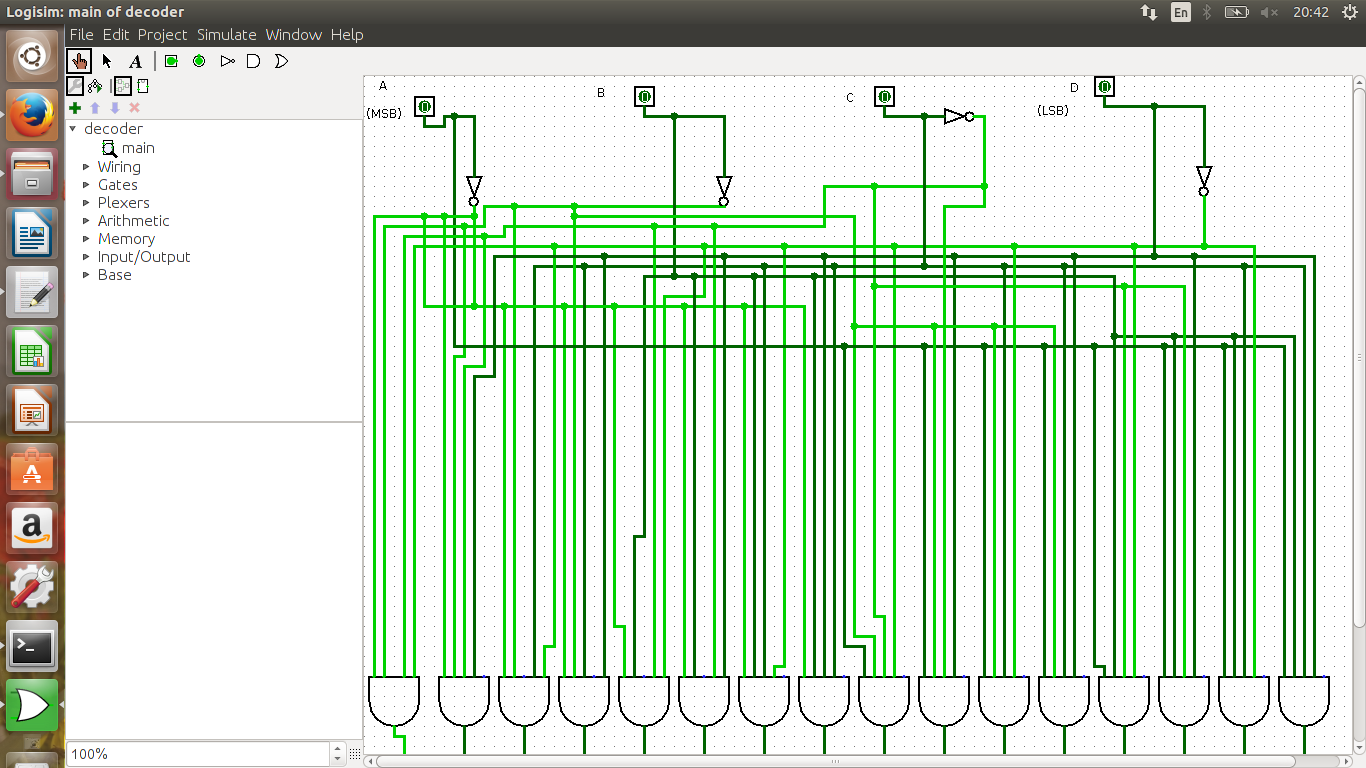 Logisim: main of decoder
En
20:42
File Edit Project Simulate Window Help
A
decoder
main
Wiring
Gates
Plexers
Arithmetic
Memory
Input/Output
Base
100%
A
(MSB)
0
B
0
C
0
D
(LSB)
0
a